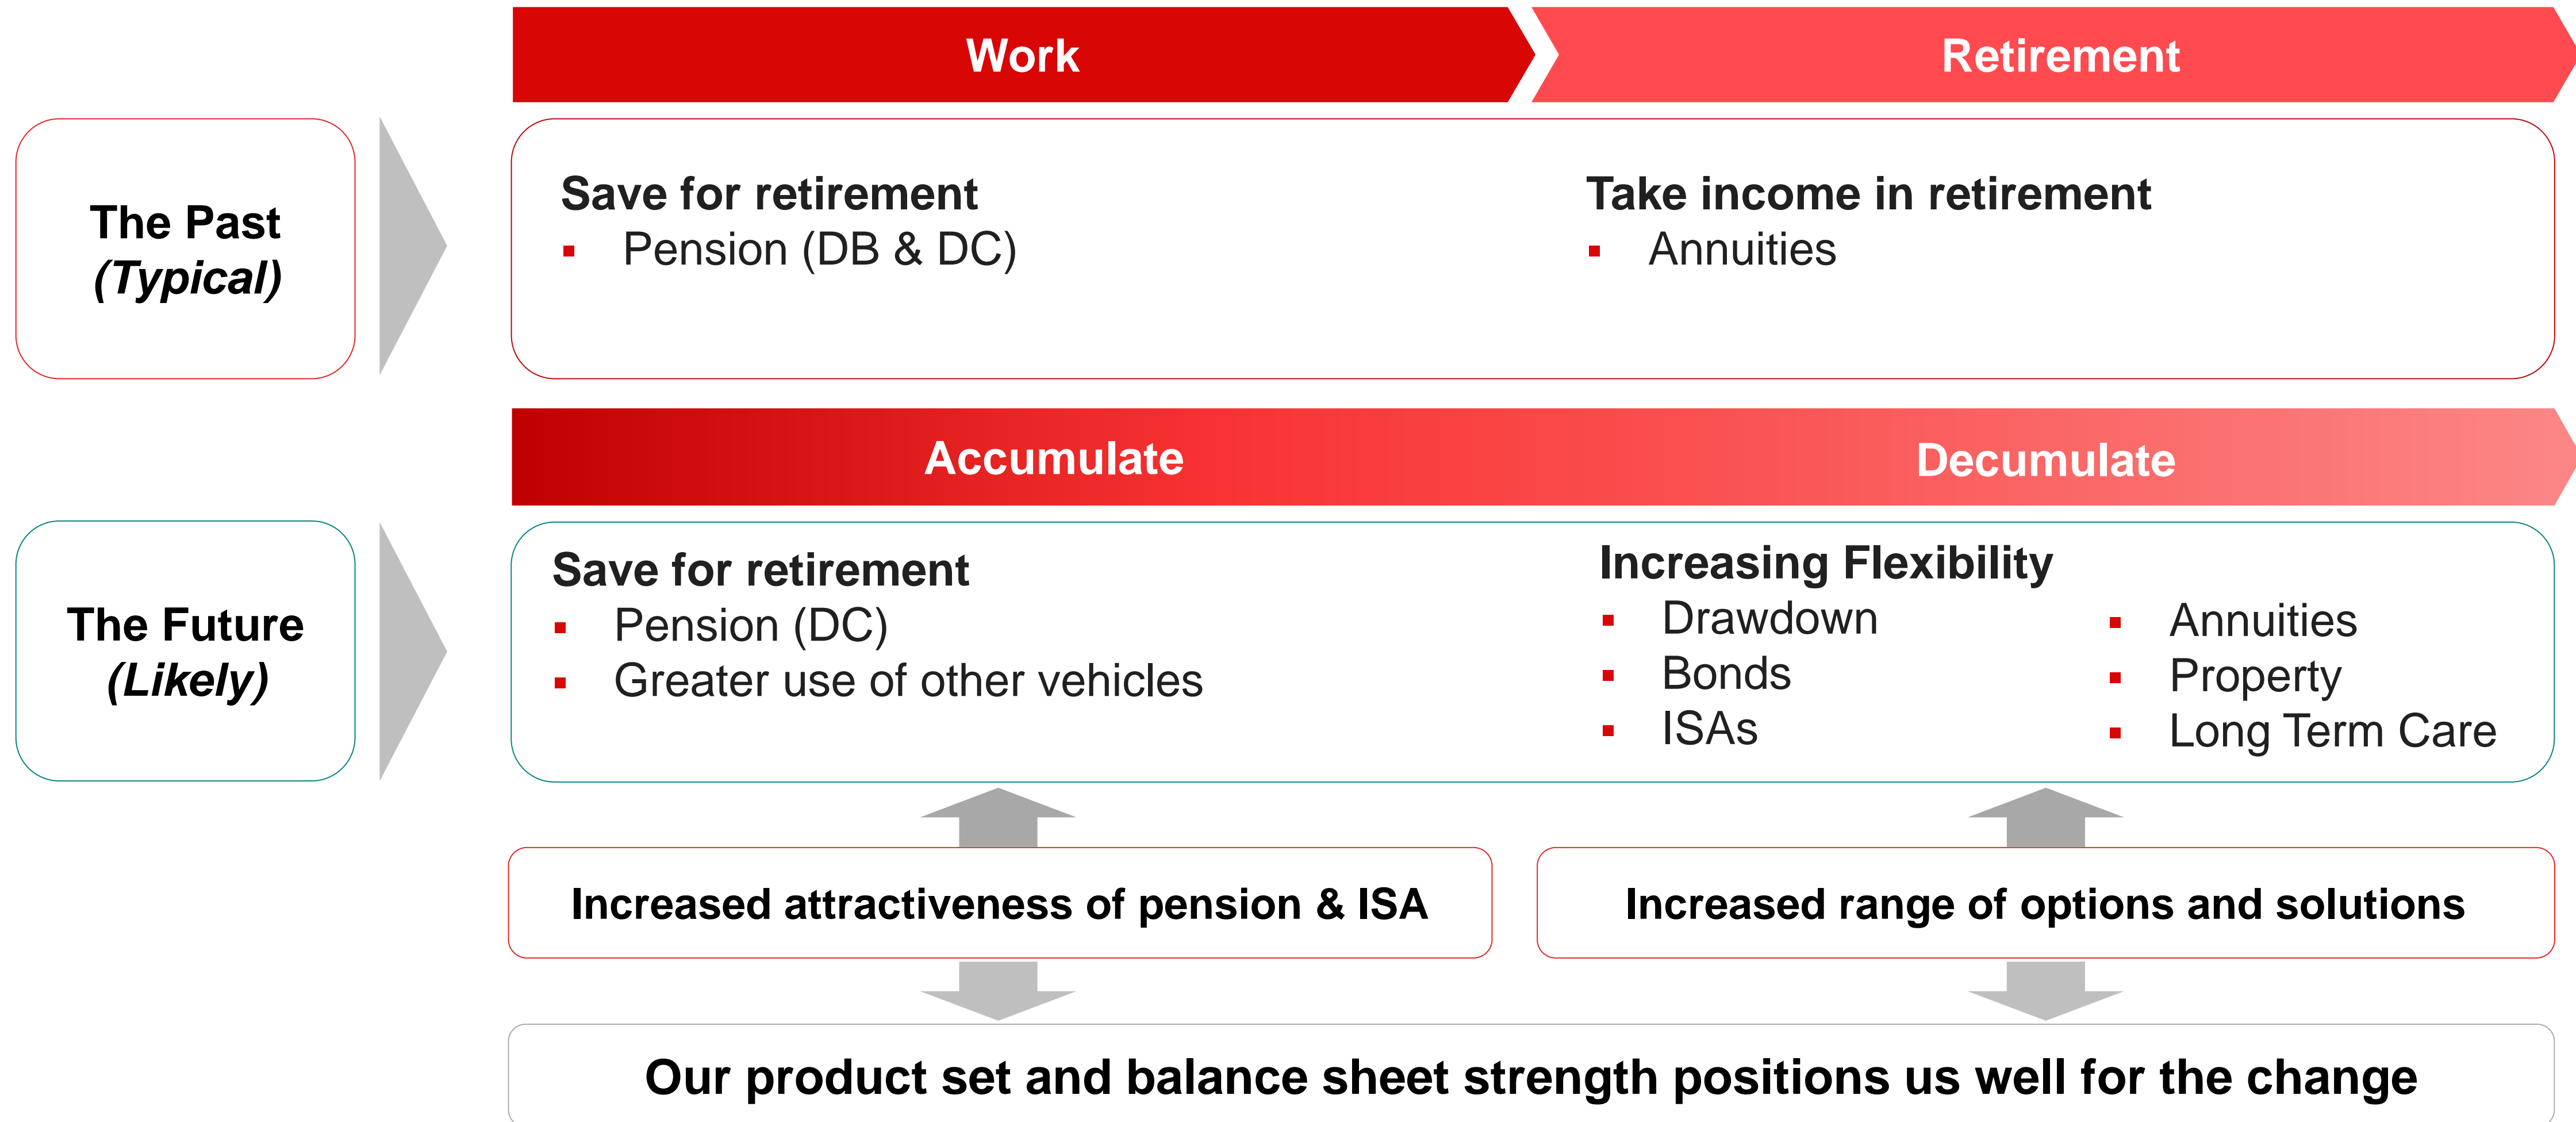 Work
Retirement
The Past
(Typical)
Save for retirement
▪ Pension (DB & DC)
Take income in retirement
▪ Annuities
Accumulate
Decumulate
The Future
(Likely)
Save for retirement
▪ Pension (DC)
▪ Greater use of other vehicles
Increasing Flexibility
▪ Drawdown
▪ Bonds
▪ ISAs
▪ Annuities
▪ Property
▪ Long Term Care
Increased attractiveness of pension & ISA
Increased range of options and solutions
Our product set and balance sheet strength positions us well for the change